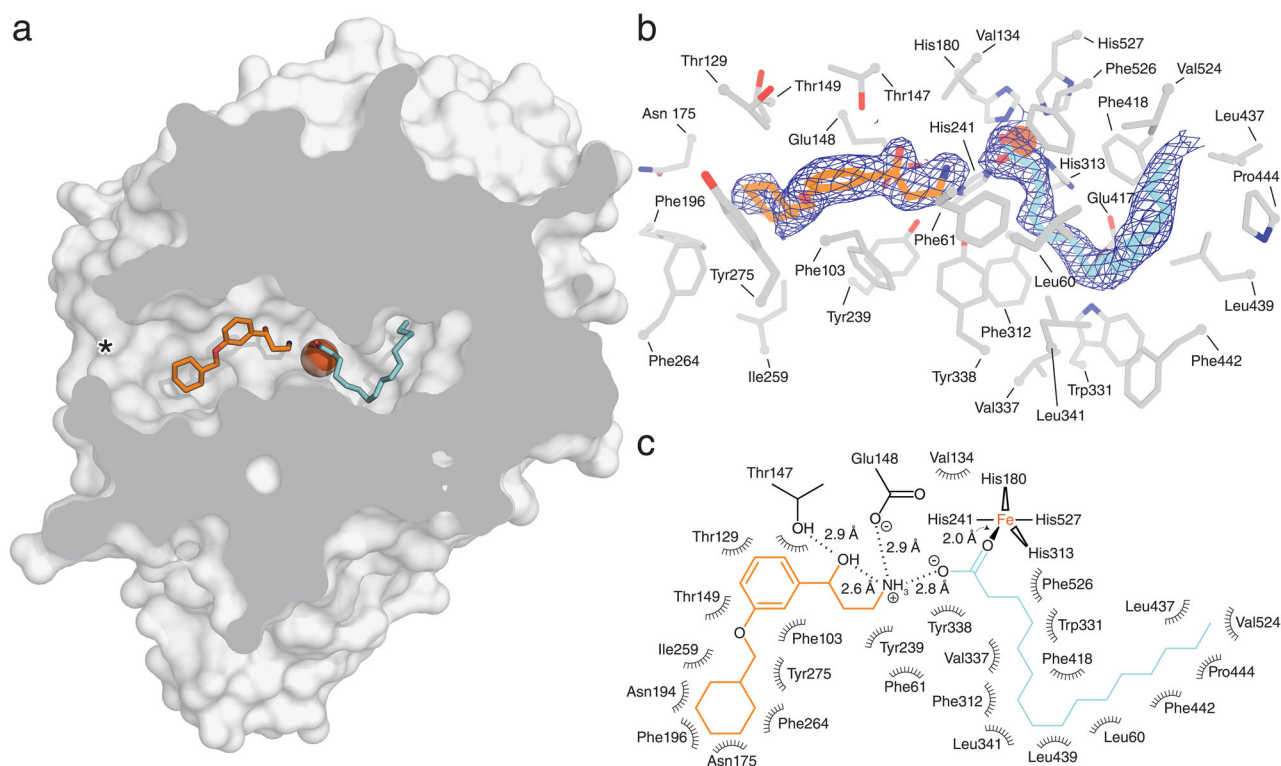 a
*
b
Val134
His180
His527
Thr129
Phe526
Thr149
Thr147
Val524
Asn 175
Glu148
Phe418
His241
Leu437
His313
Pro444
Phe196
Glu417
Phe61
Tyr275
Phe103
Leu60
Tyr239
Leu439
Phe264
Phe312
Ile259
Tyr338
Phe442
Val337
Trp331
Leu341
c
Glu148
Val134
Thr147
His180
O
His241
Fe
His527
O
⊖
2.0 Å
OH
2.9 Å
His313
Thr129
2.9 Å
⊖
O
OH
O
Phe526
2.6 Å
NH3
2.8 Å
⊕
Thr149
Leu437
Tyr338
Trp331
Val524
O
Phe103
Tyr239
Ile259
Val337
Phe418
Tyr275
Pro444
Phe61
Asn194
Phe312
Phe442
Phe264
Phe196
Leu60
Leu341
Asn175
Leu439